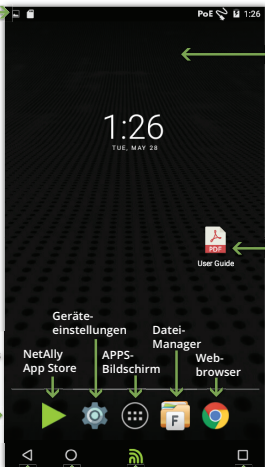 PoE 1:26
1:26
TUE, MAY 28
PDF
User Guide
Geräte-
einstellungen
Datei-
Manager
NetAlly
App Store
APPS-
Bildschirm
Web-
browser
F